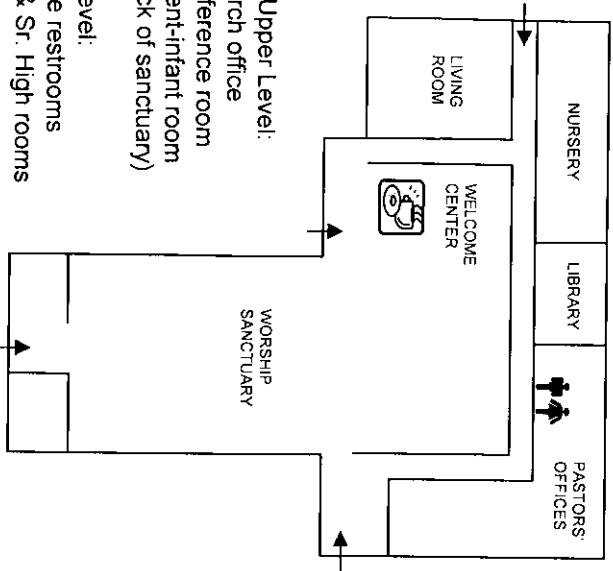 NURSERY
LIBRARY
PASTORS'
OFFICES
LIVING
ROOM
WELCOME
CENTER
WORSHIP
SANCTUARY
Upper Level:
rch office
ference room
ent-infant room
ck of sanctuary)
evel:
e restrooms
& Sr. High rooms